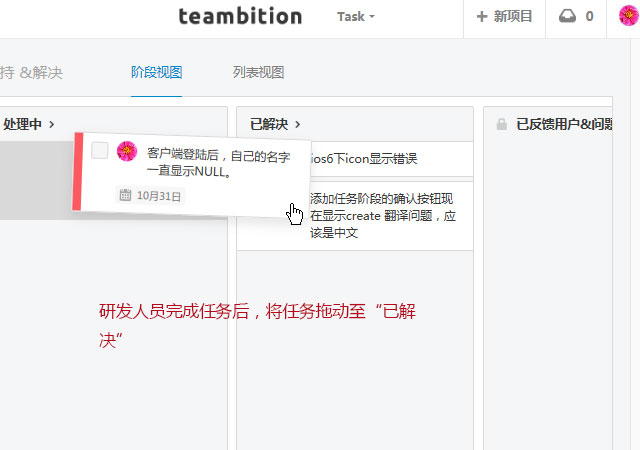 teambition
Task
新项目
0
持 &解决
阶段视图
列表视图
处理中
已解决
已反馈用户&问题
客户端登陆后，自己的名字
一直显示NULL。
10月31日
ios6下icon显示错误
添加任务阶段的确认按钮现
在显示create 翻译问题，应
该是中文
研发人员完成任务后，将任务拖动至“已解
决”